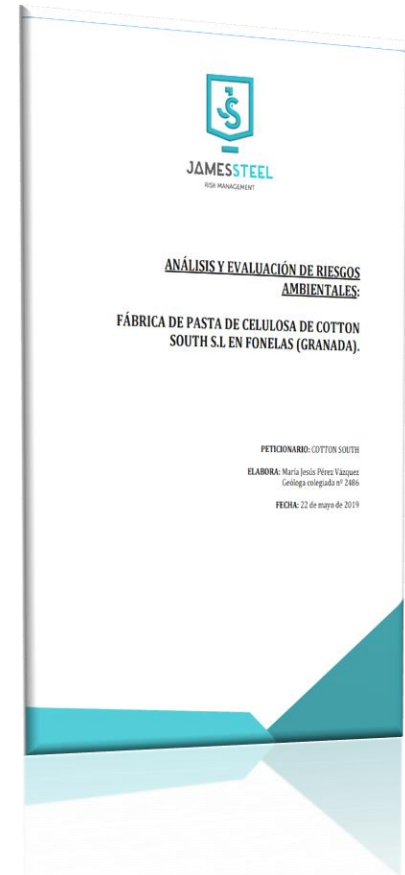 JAMESSTEEL
RISK MANAGEMENT
ANÁLISIS Y EVALUACIÓN DE RIESGOS
AMBIENTALES:
FÁBRICA DE PASTA DE CELULOSA DE COTTON
SOUTH S.L EN FONELAS (GRANADA).
PETICIONARIO: COTTON SOUTH
ELABORA: María Jesús Pérez Vázquez
Geóloga colegiada nº 2486
FECHA: 22 de mayo de 2019